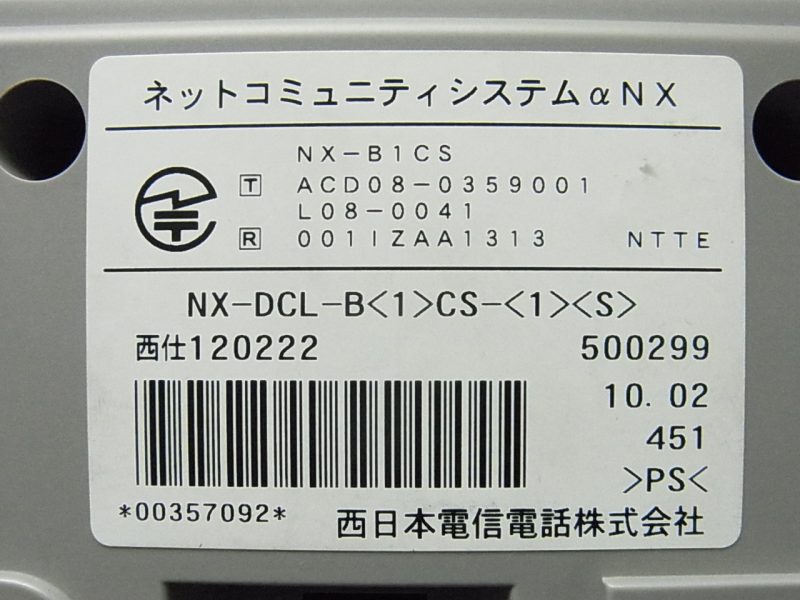 ネットコミュニティシステムαNX
NX-B1CS
T ACD08-0359001
L08-0041
R 001IZAA1313 NTTE
NX-DCL-B<1>CS-<1><S>
西仕120222 500299
10. 02
451
>PS<
*00357092* 西日本電信電話株式会社